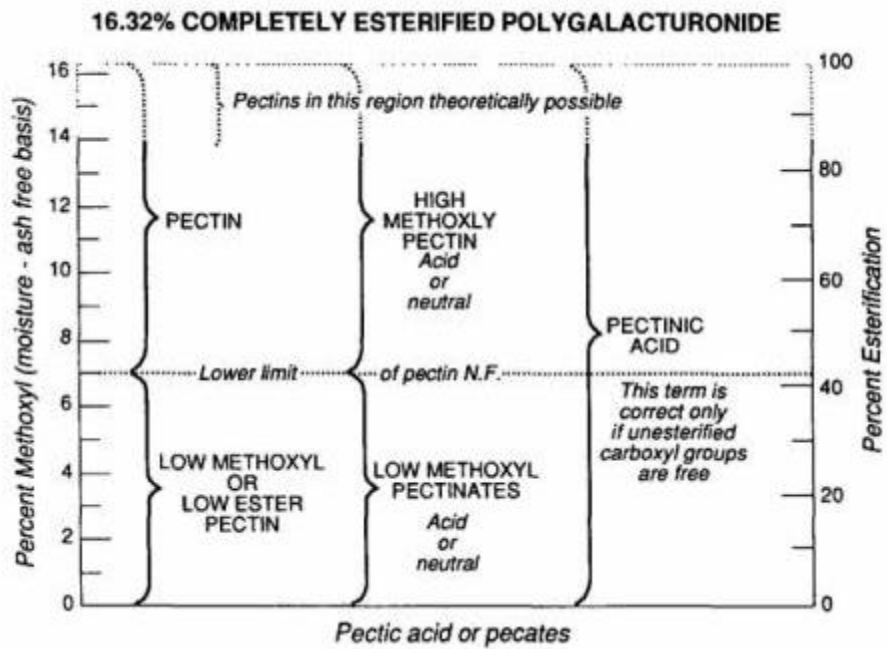 16.32% COMPLETELY ESTERIFIED POLYGALACTURONIDE
Percent Methoxyl (moisture - ash free basis)
16
14
12
10
8
6
4
2
0
Pectins in this region theoretically possible
PECTIN
HIGH
METHOXLY
PECTIN
Acid
or
neutral
PECTINIC
ACID
Lower limit
of pectin N.F.
This term is
correct only
if unesterified
carboxyl groups
are free
LOW METHOXYL
OR
LOW ESTER
PECTIN
LOW METHOXYL
PECTINATES
Acid
or
neutral
100
80
60
40
20
0
Percent Esterification
Pectic acid or pecates